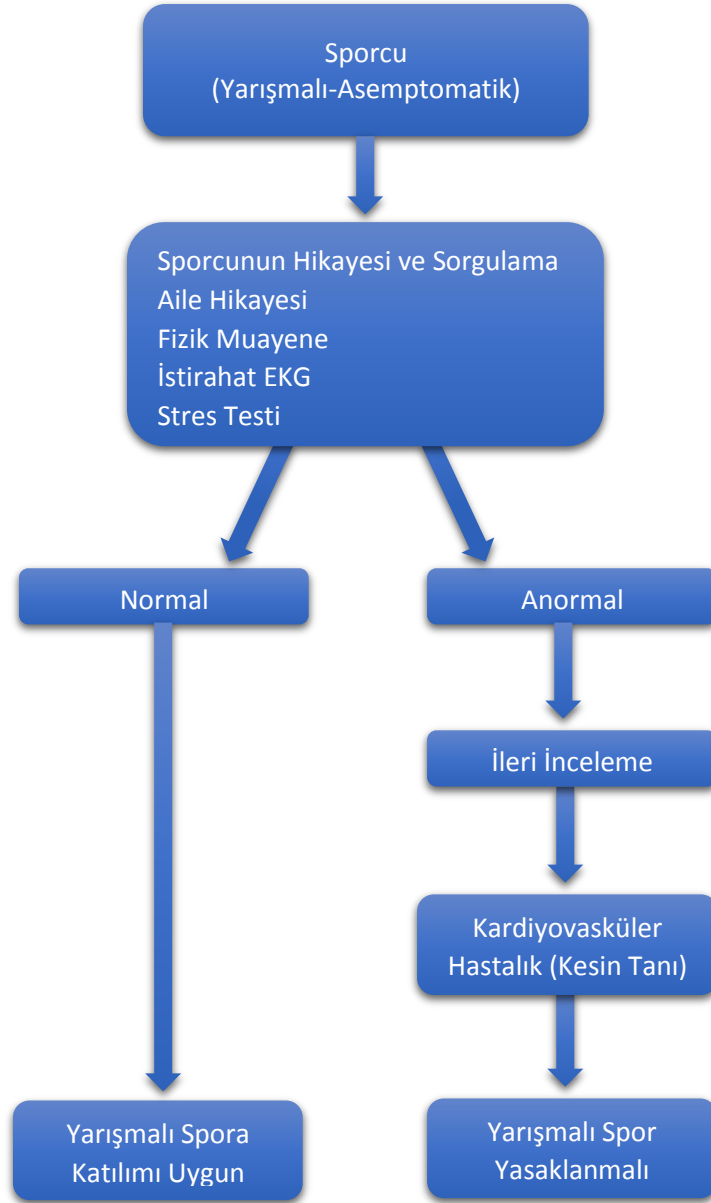 Sporcu
(Yarışmalı-Asemptomatik)
Sporcunun Hikayesi ve Sorgulama
Aile Hikayesi
Fizik Muayene
İstirahat EKG
Stres Testi
Normal
Anormal
İleri İnceleme
Kardiyovasküler
Hastalık (Kesin Tanı)
Yarışmalı Spora
Katılımı Uygun
Yarışmalı Spor
Yasaklanmalı